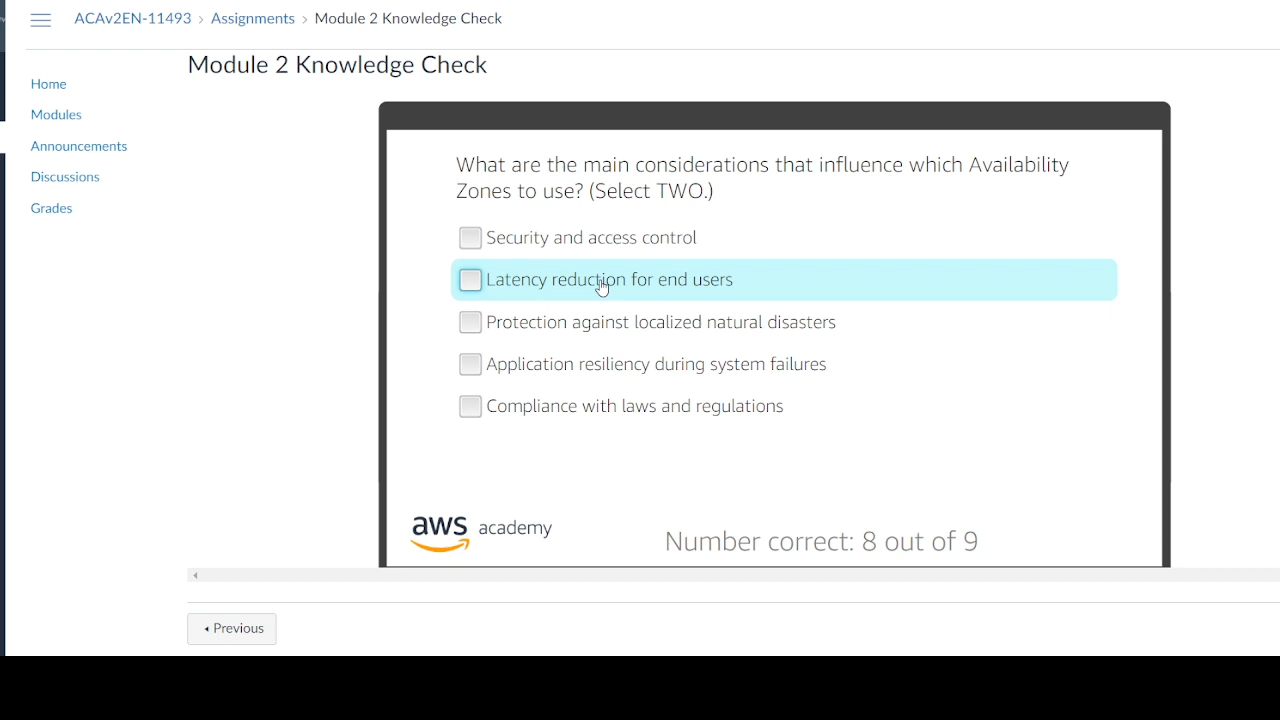 ACAv2EN-11493 › Assignments › Module 2 Knowledge Check
Module 2 Knowledge Check
Home
Modules
Announcements
Discussions
Grades
What are the main considerations that influence which Availability
Zones to use? (Select TWO.)
Security and access control
Latency reduction for end users
Protection against localized natural disasters
Application resiliency during system failures
Compliance with laws and regulations
aws academy
Number correct: 8 out of 9
Previous